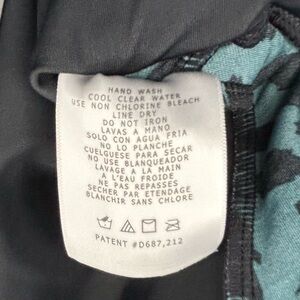 HAND WASH
COOL CLEAR WATER
USE NON CHLORINE BLEACH
LINE DRY
DO NOT IRON
LAVAS A MANO
SOLO CON AGUA FRIA
NO LO PLANCHE
CUELGUESE PARA SECAR
NO USE BLANQUEADOR
LAVAGE A LA MAIN
A L'EAU FROIDE
NE PAS REPASSES
SECHER PAR ETENDAGE
BLANCHIR SANS CHLORE
PATENT #D687,212